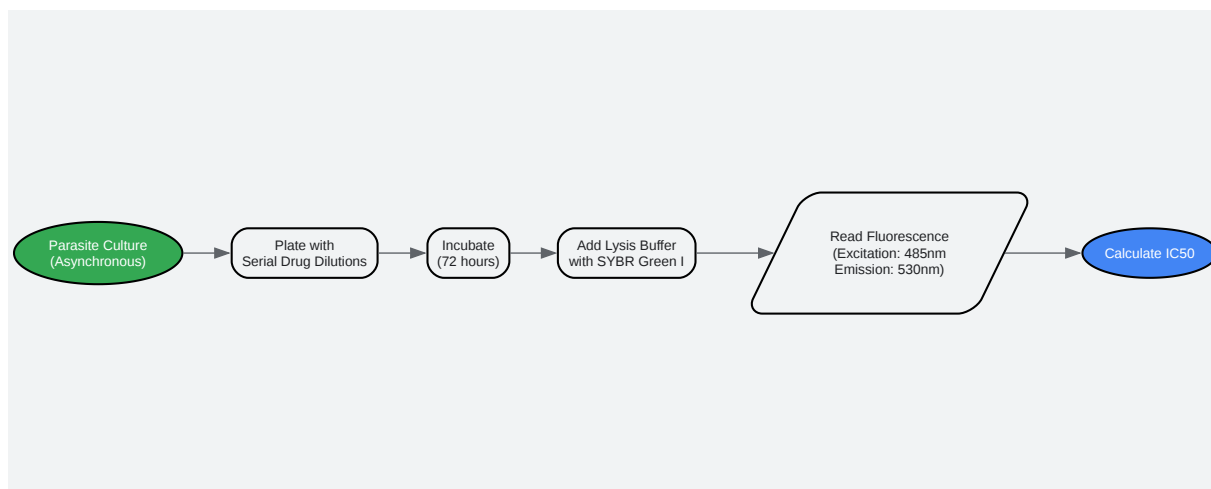 Parasite Culture
(Asynchronous)
Plate with
Serial Drug Dilutions
Incubate
(72 hours)
Add Lysis Buffer
with SYBR Green I
Read Fluorescence
(Excitation: 485nm
Emission: 530nm)
Calculate IC50